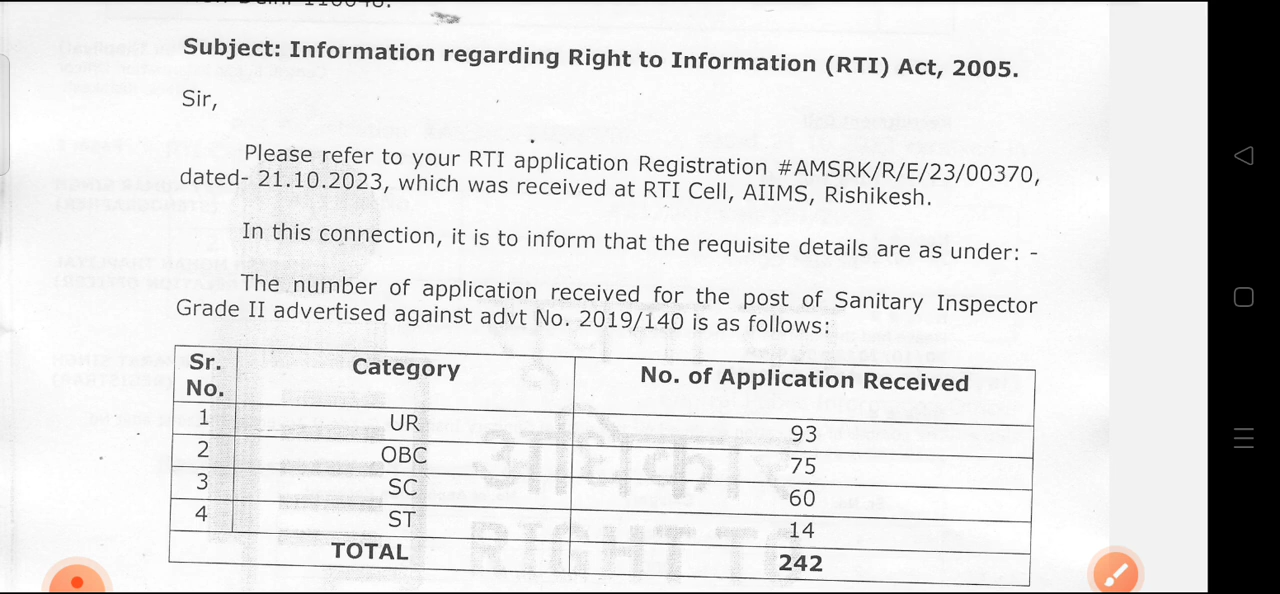 Subject: Information regarding Right to Information (RTI) Act, 2005.
Sir,
Please refer to your RTI application Registration #AMSRK/R/E/23/00370,
dated- 21.10.2023, which was received at RTI Cell, AIIMS, Rishikesh.
In this connection, it is to inform that the requisite details are as under: -
The number of application received for the post of Sanitary Inspector
Grade II advertised against advt No. 2019/140 is as follows:
Sr. No. Category No. of Application Received
1 UR 93
2 OBC 75
3 SC 60
4 ST 14
TOTAL 242
अधिकार
RIGHT TO